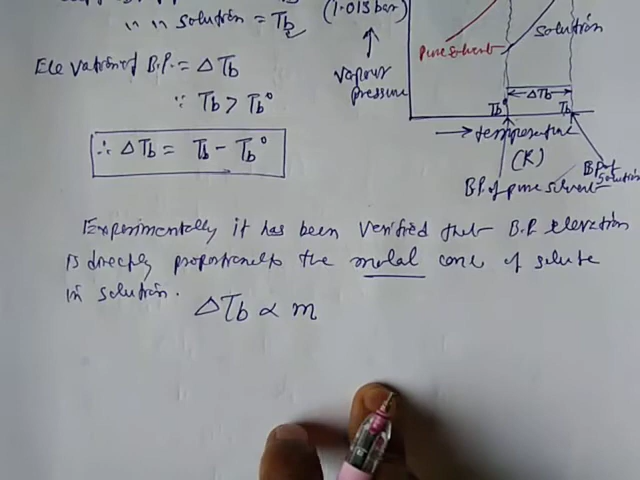 " " solution = Tb
(1.013 bar)
Elevation of B.P. = ΔTb
∵ Tb > Tb°
∴ ΔTb = Tb - Tb°
vapour
pressure
Pure solvent
solution
ΔTb
Tb°
Tb
temperature
(K)
B.P. of pure solvent
B.P. of
solution
Experimentally it has been verified that B.P. elevation
is directly proportional to the molal conc of solute
in solution.
ΔTb ∝ m